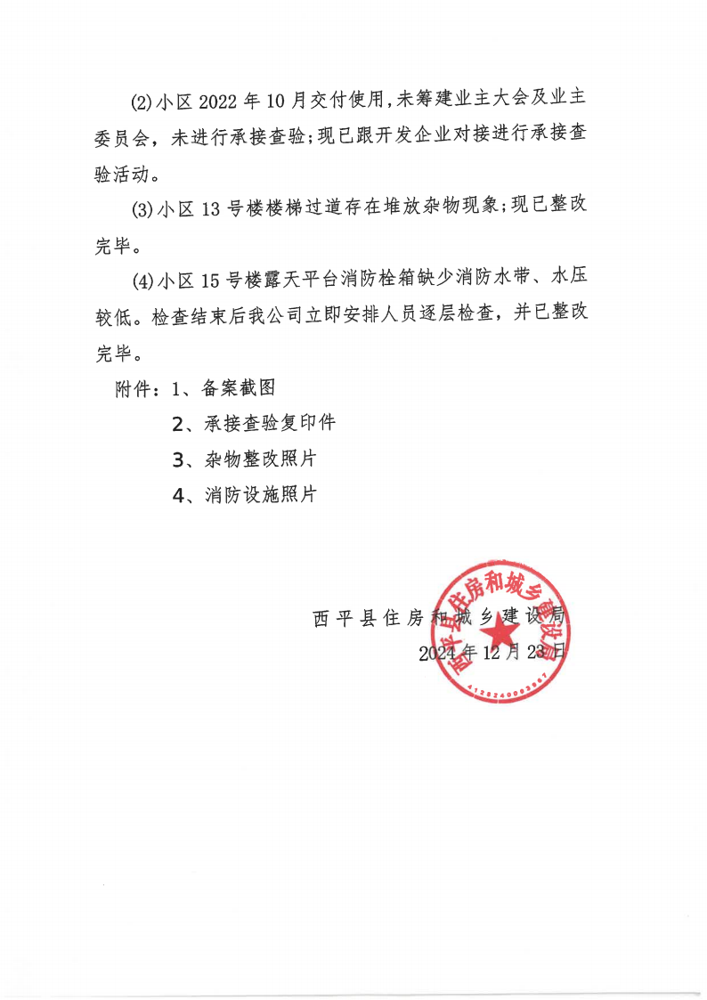 (2)小区 2022 年 10 月交付使用,未筹建业主大会及业主
委员会，未进行承接查验;现已跟开发企业对接进行承接查
验活动。
(3)小区 13 号楼楼梯过道存在堆放杂物现象;现已整改
完毕。
(4)小区 15 号楼露天平台消防栓箱缺少消防水带、水压
较低。检查结束后我公司立即安排人员逐层检查，并已整改
完毕。
附件：1、备案截图
2、承接查验复印件
3、杂物整改照片
4、消防设施照片
西平县住房和城乡建设局
2024 年 12 月 23 日
西平县住房和城乡建设局